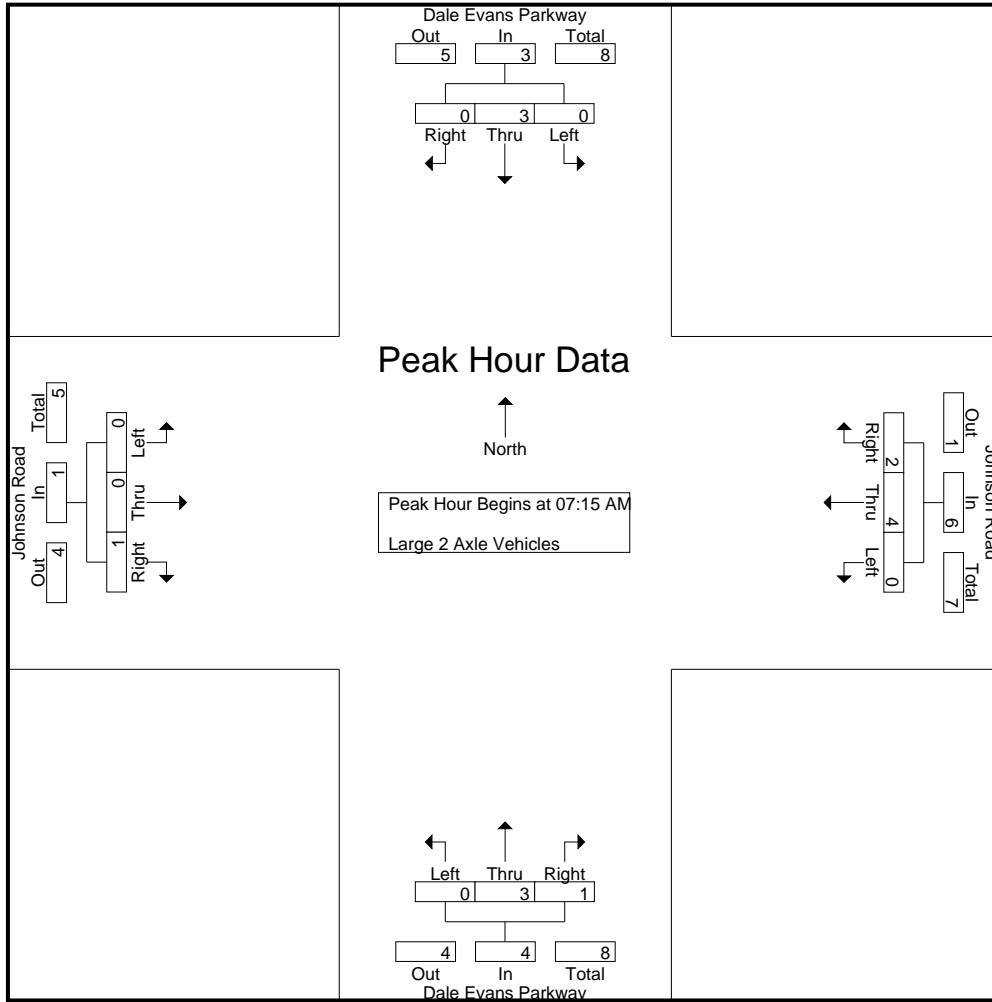 Dale Evans Parkway
Out In Total
5 3 8
0 3 0
Right Thru Left
Peak Hour Data
North
Peak Hour Begins at 07:15 AM
Large 2 Axle Vehicles
Johnson Road
Total In Out
5 1 4
0 0 1
Left Thru Right
Johnson Road
Out In Total
1 6 7
2 4 0
Right Thru Left
Left Thru Right
0 3 1
4 4 8
Out In Total
Dale Evans Parkway